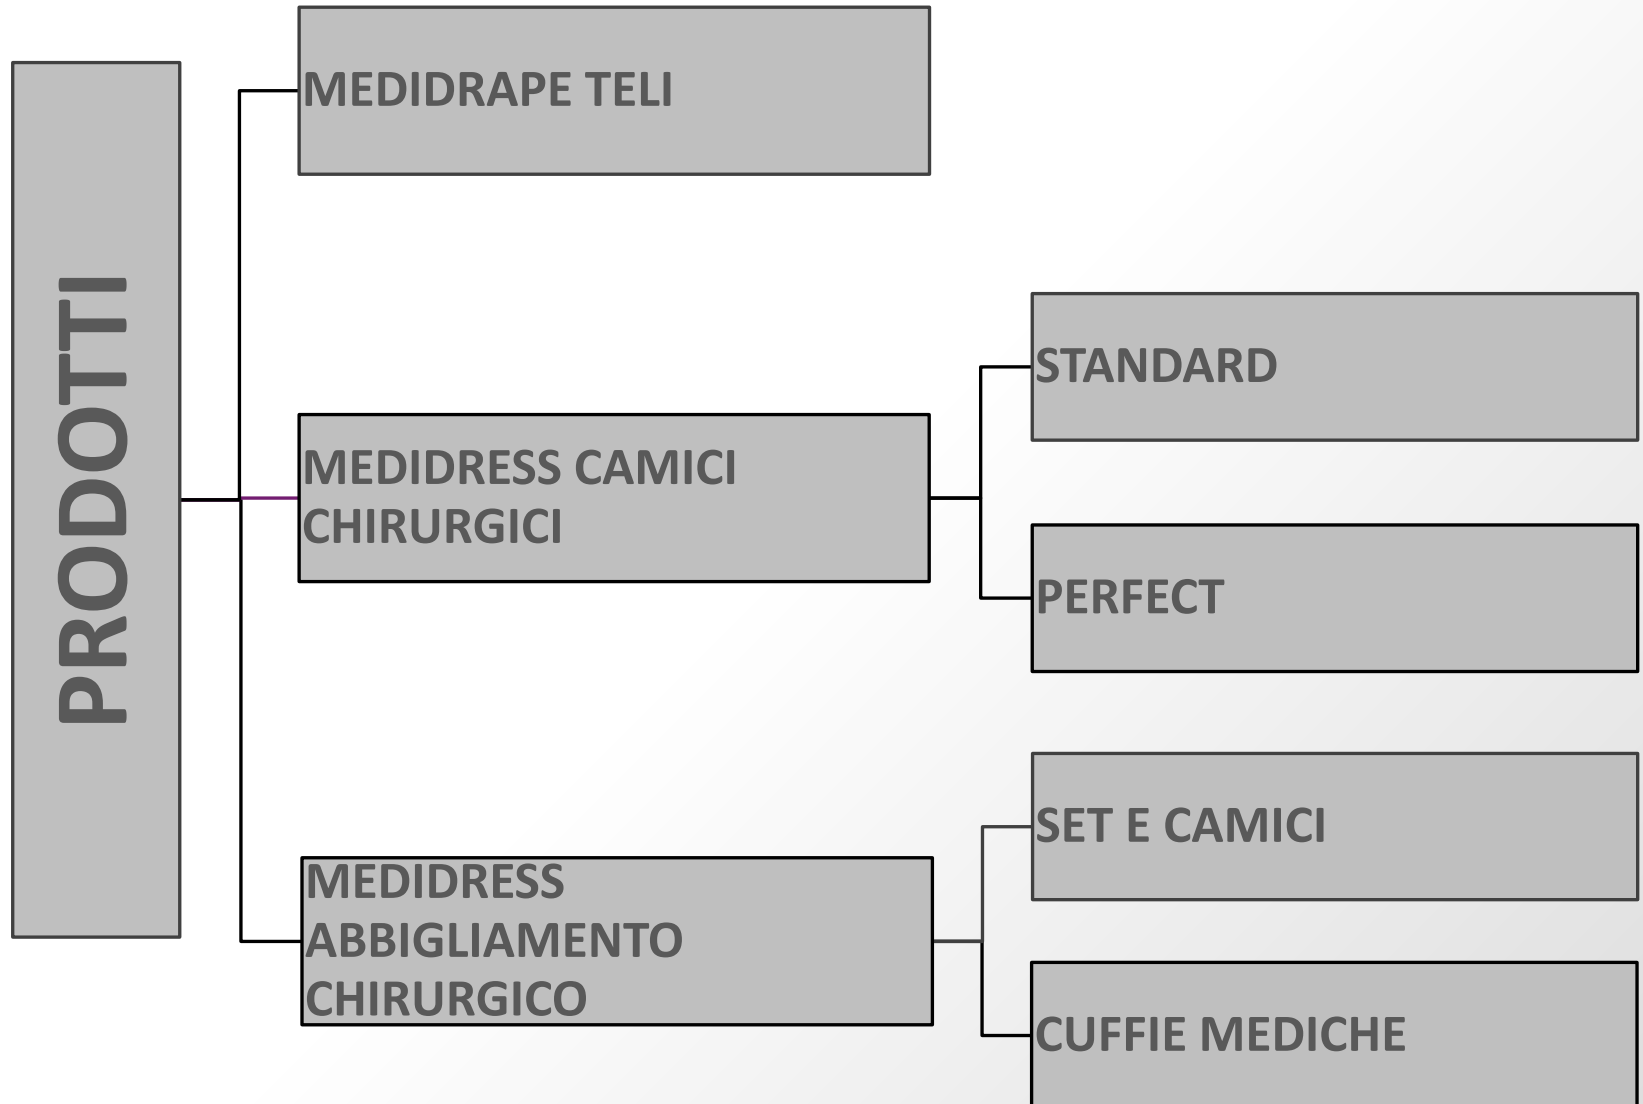 PRODOTTI
MEDIDRAPE TELI
MEDIDRESS CAMICI
CHIRURGICI
STANDARD
PERFECT
MEDIDRESS
ABBIGLIAMENTO
CHIRURGICO
SET E CAMICI
CUFFIE MEDICHE